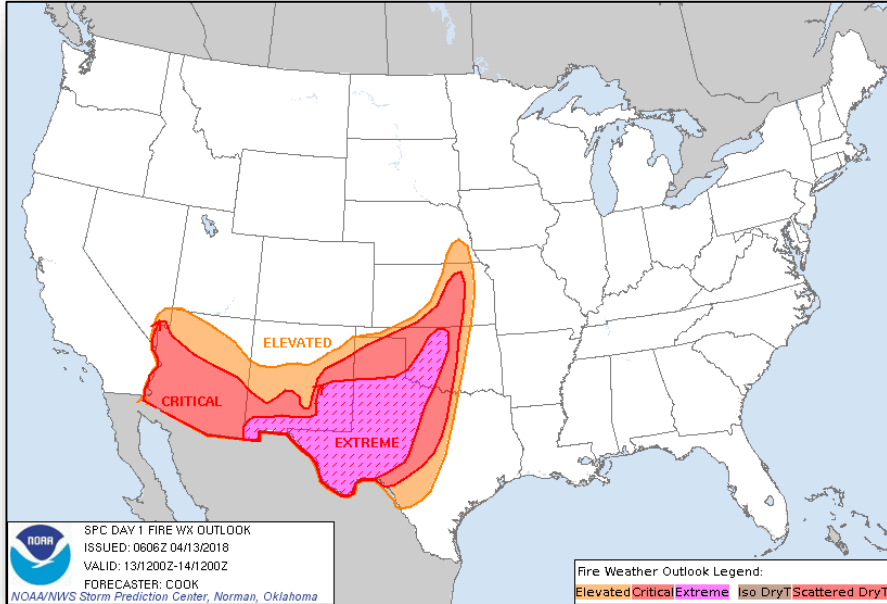 ELEVATED
CRITICAL
EXTREME
NOAA
SPC DAY 1 FIRE WX OUTLOOK
ISSUED: 0606Z 04/13/2018
VALID: 13/1200Z-14/1200Z
FORECASTER: COOK
NOAA/NWS Storm Prediction Center, Norman, Oklahoma
Fire Weather Outlook Legend:
Elevated Critical Extreme Iso DryT Scattered DryT